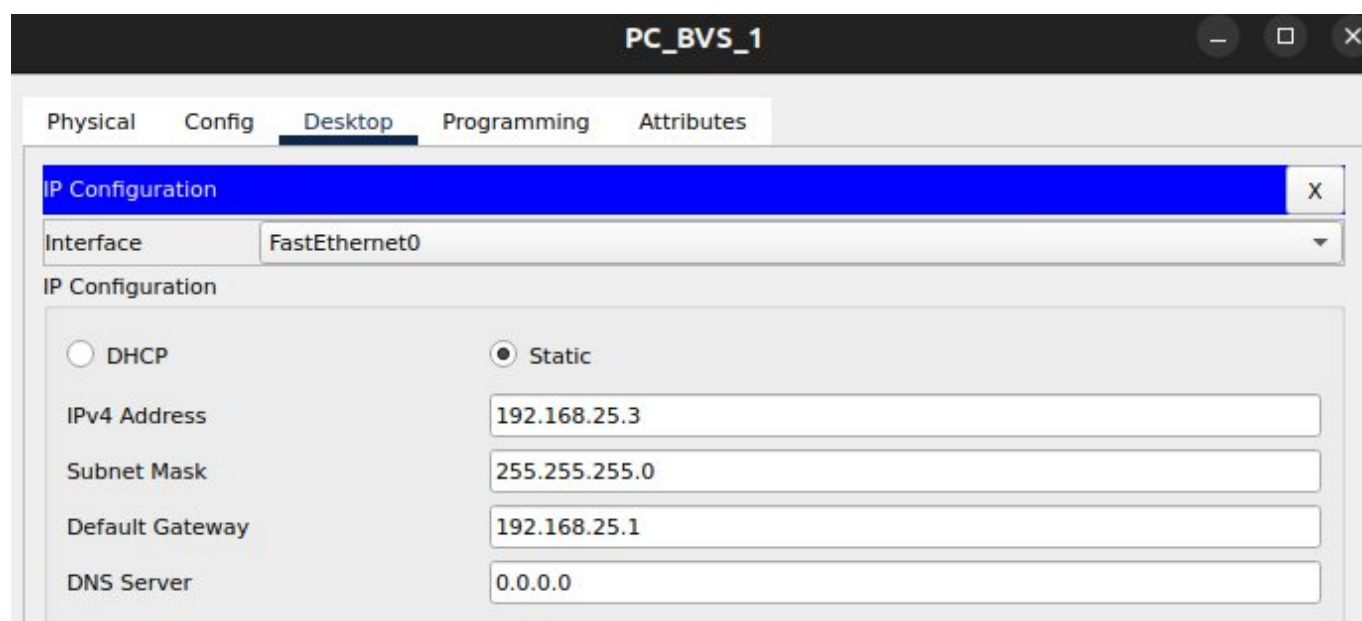 PC_BVS_1
Physical Config Desktop Programming Attributes
IP Configuration X
Interface FastEthernet0
IP Configuration
DHCP Static
IPv4 Address 192.168.25.3
Subnet Mask 255.255.255.0
Default Gateway 192.168.25.1
DNS Server 0.0.0.0